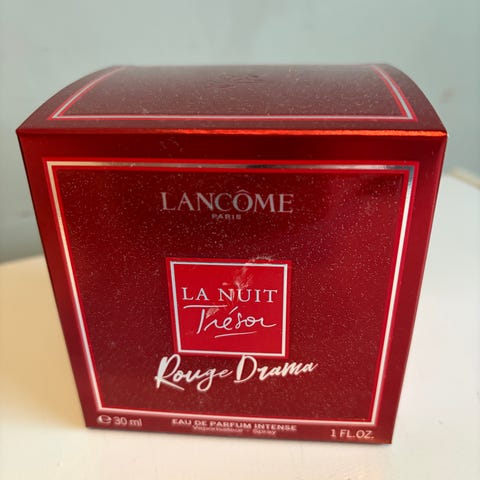 LANCÔME
PARIS
LA NUIT
Trésor
Rouge Drama
e 30 ml
EAU DE PARFUM INTENSE
Vaporisateur - Spray
1 FL.OZ.